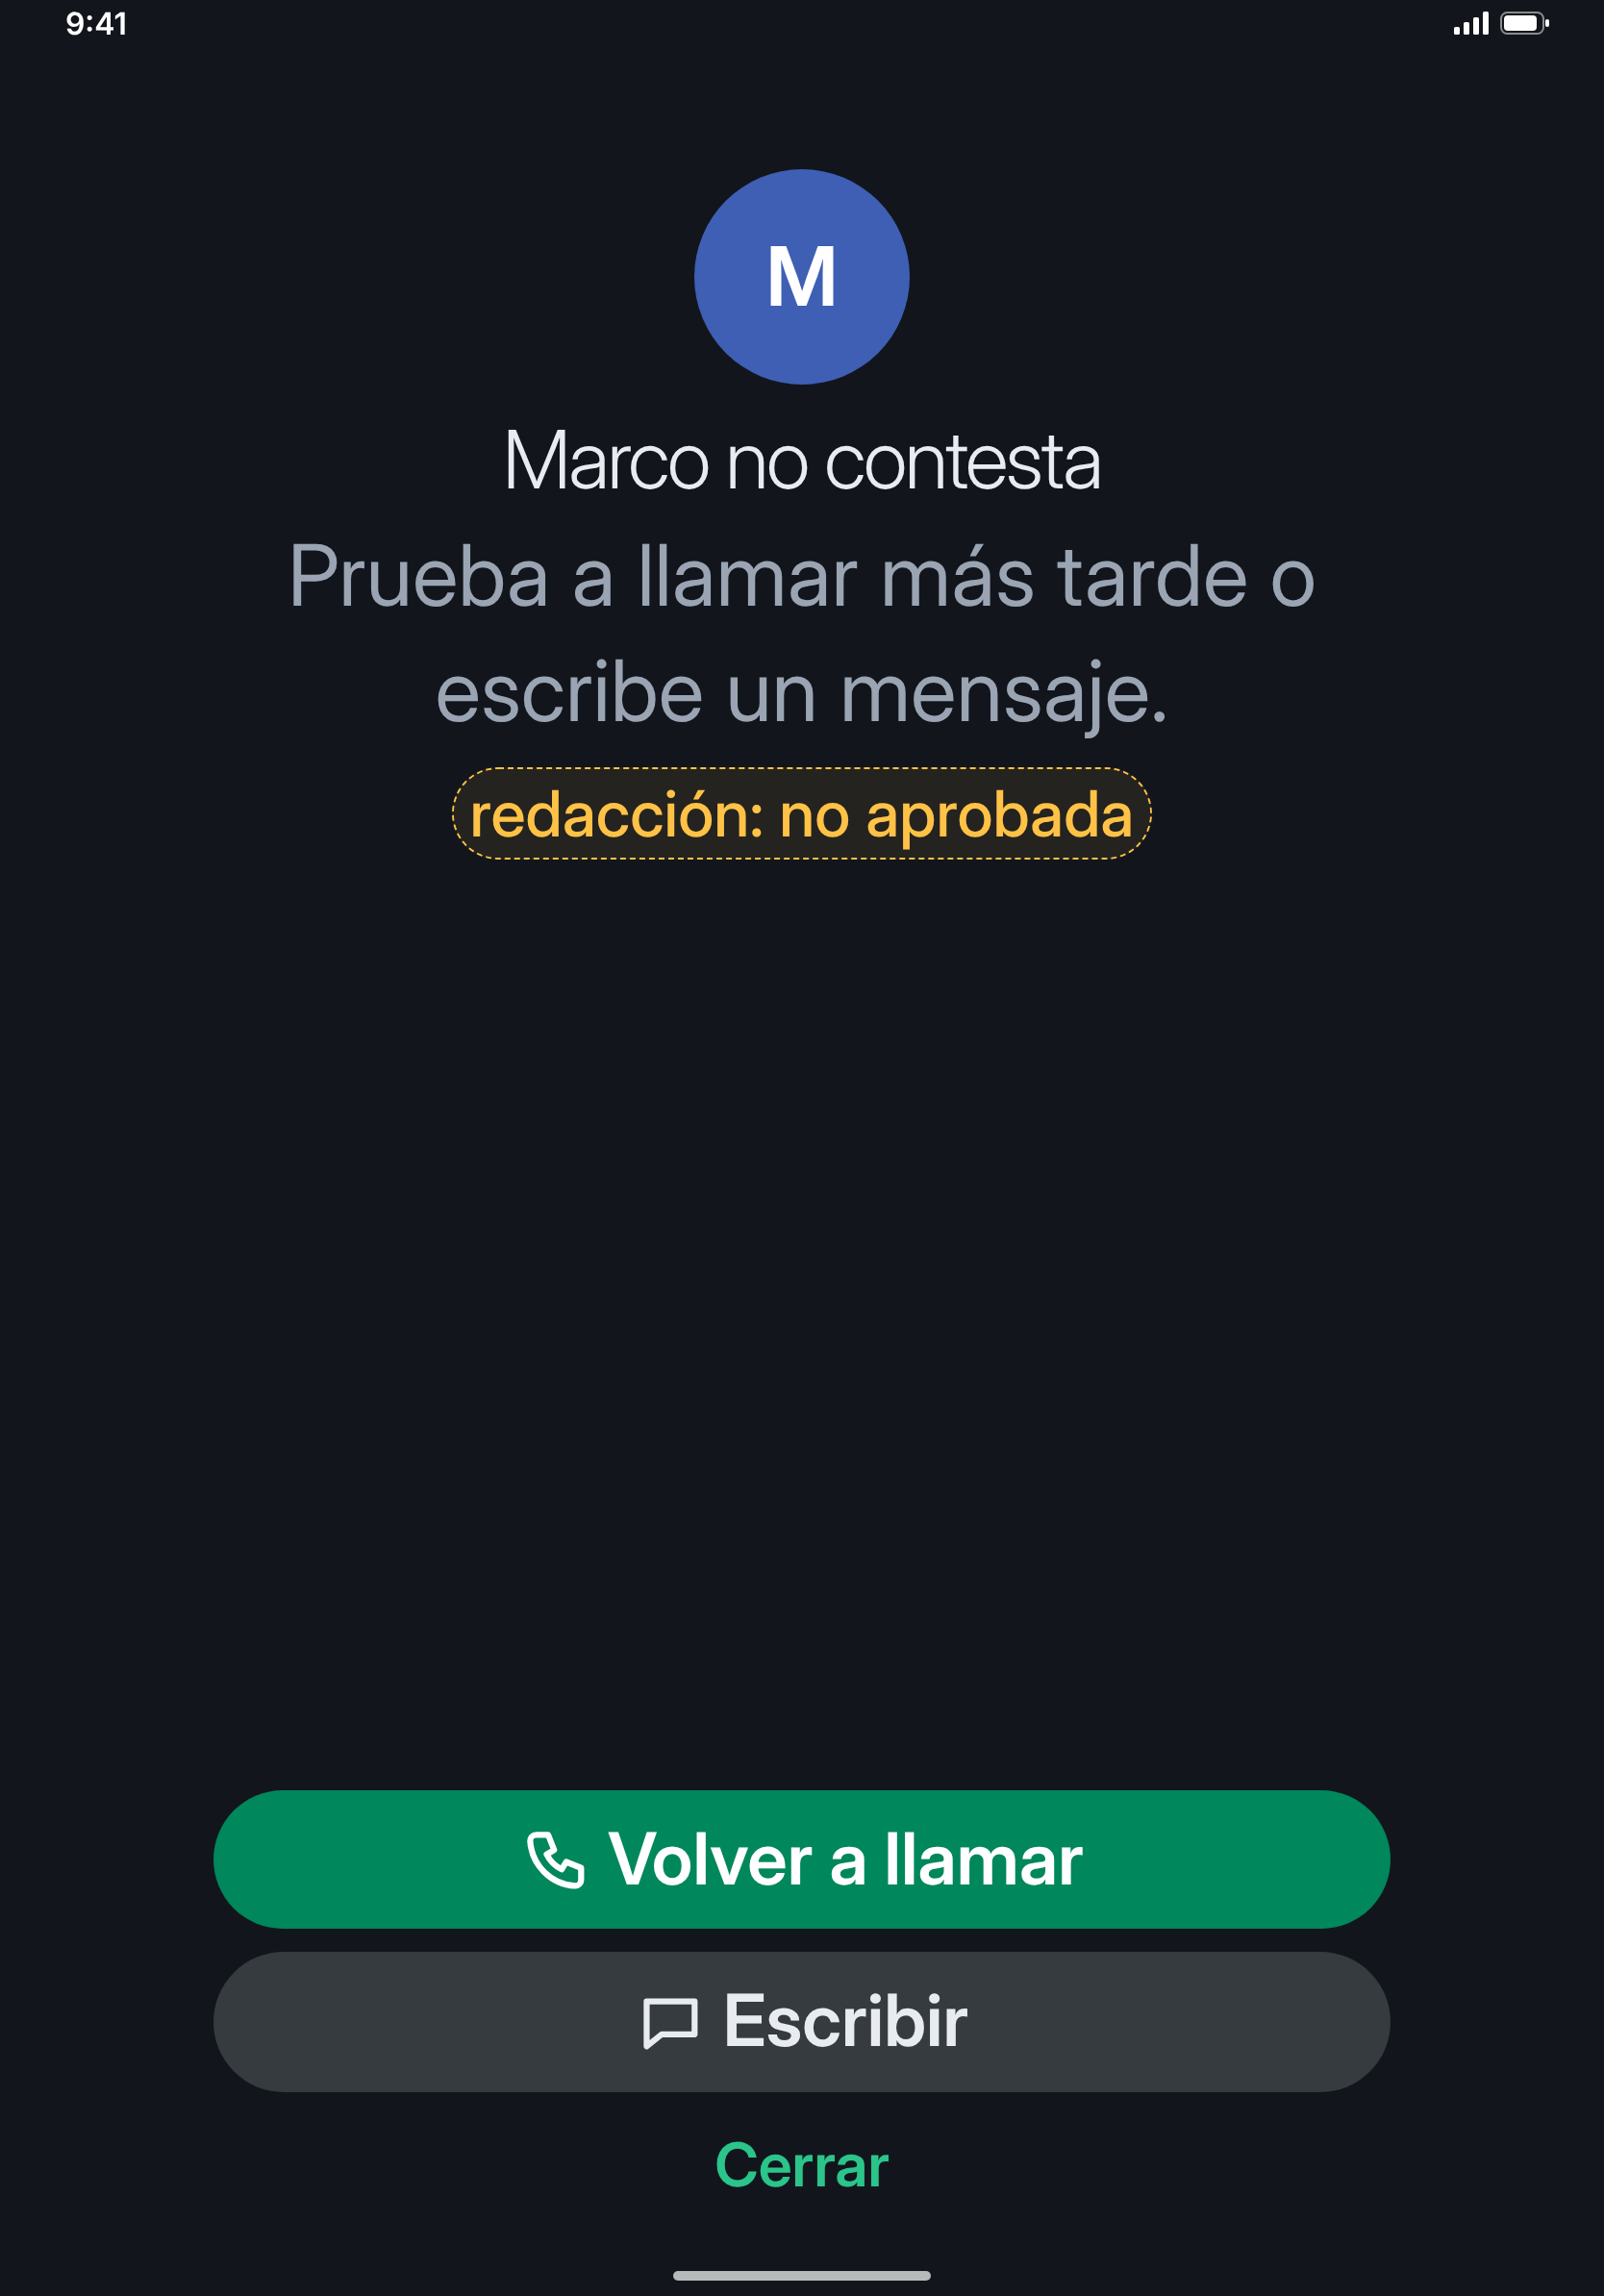 9:41
M
Marco no contesta
Prueba a llamar más tarde o
escribe un mensaje.
redacción: no aprobada
Volver a llamar
Escribir
Cerrar